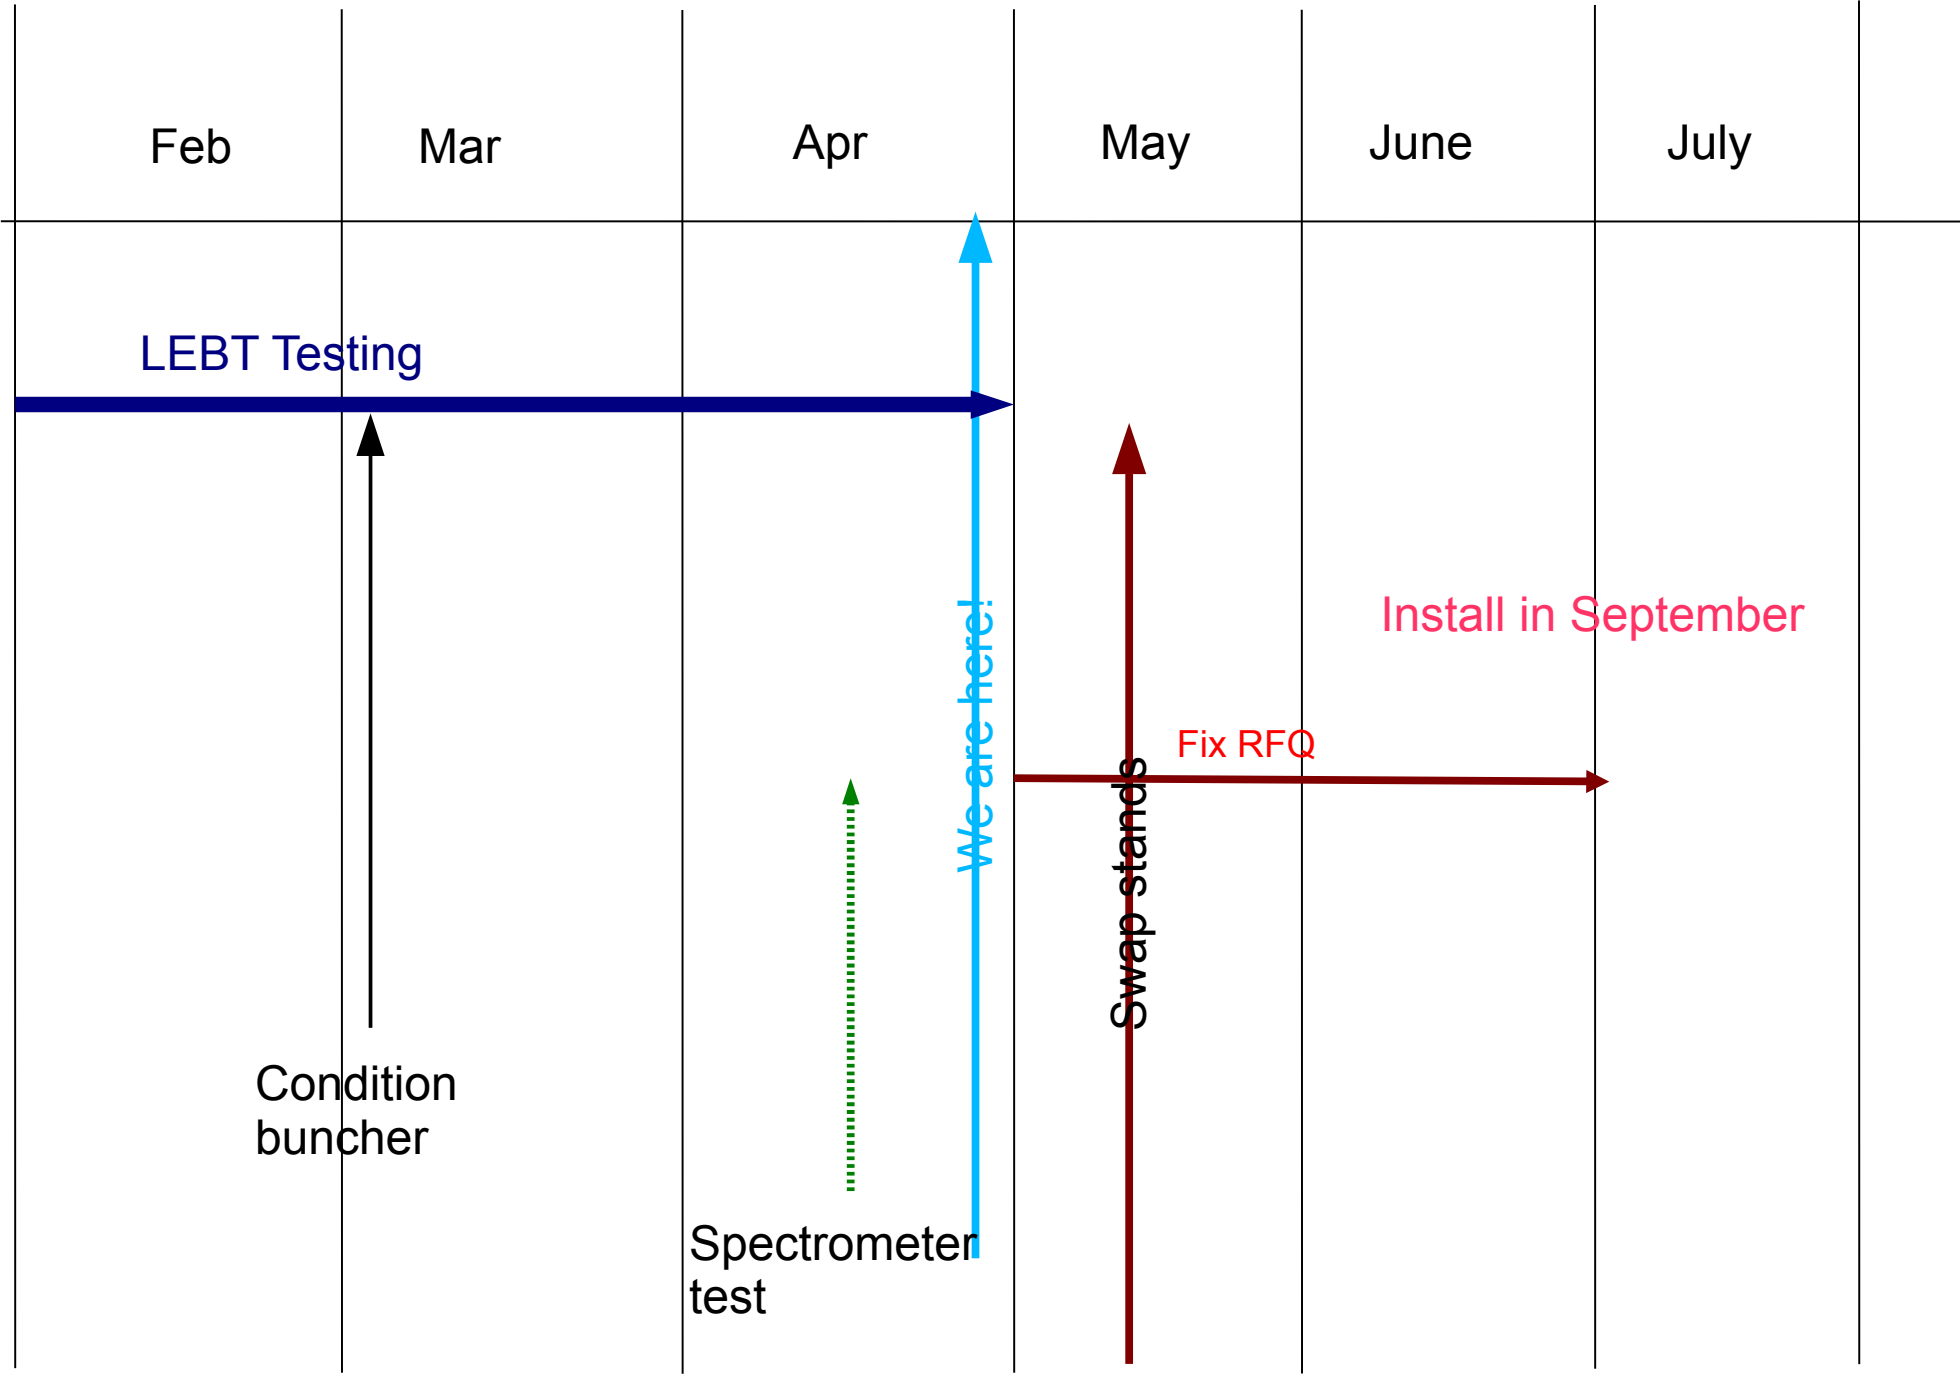 Feb
Mar
Apr
May
June
July
LEBT Testing
We are here!
Install in September
Fix RFQ
Swap stands
Condition
buncher
Spectrometer
test